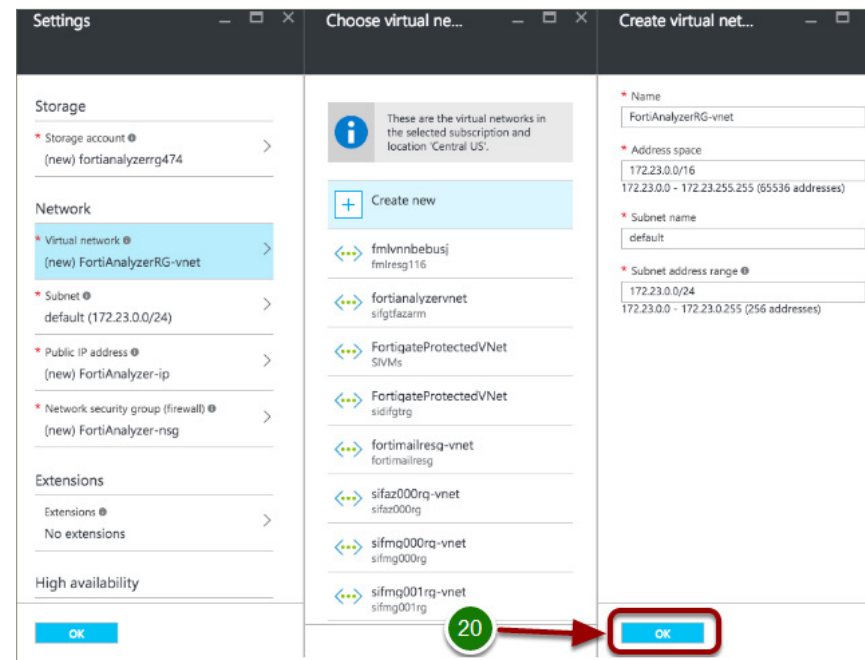 Settings
Storage
* Storage account
(new) fortianalyzerrg474
Network
* Virtual network
(new) FortiAnalyzerRG-vnet
* Subnet
default (172.23.0.0/24)
* Public IP address
(new) FortiAnalyzer-ip
* Network security group (firewall)
(new) FortiAnalyzer-nsg
Extensions
Extensions
No extensions
High availability
OK
Choose virtual ne...
These are the virtual networks in
the selected subscription and
location 'Central US'.
Create new
fmlvnnbebusj
fmlresg116
fortianalyzervnet
sifgtfazarm
FortigateProtectedVNet
SIVMs
FortigateProtectedVNet
sidifgtrg
fortimailresg-vnet
fortimailresg
sifaz000rg-vnet
sifaz000rg
sifmg000rg-vnet
sifmg000rg
sifmg001rg-vnet
sifmg001rg
20
Create virtual net...
* Name
FortiAnalyzerRG-vnet
* Address space
172.23.0.0/16
172.23.0.0 - 172.23.255.255 (65536 addresses)
* Subnet name
default
* Subnet address range
172.23.0.0/24
172.23.0.0 - 172.23.0.255 (256 addresses)
OK